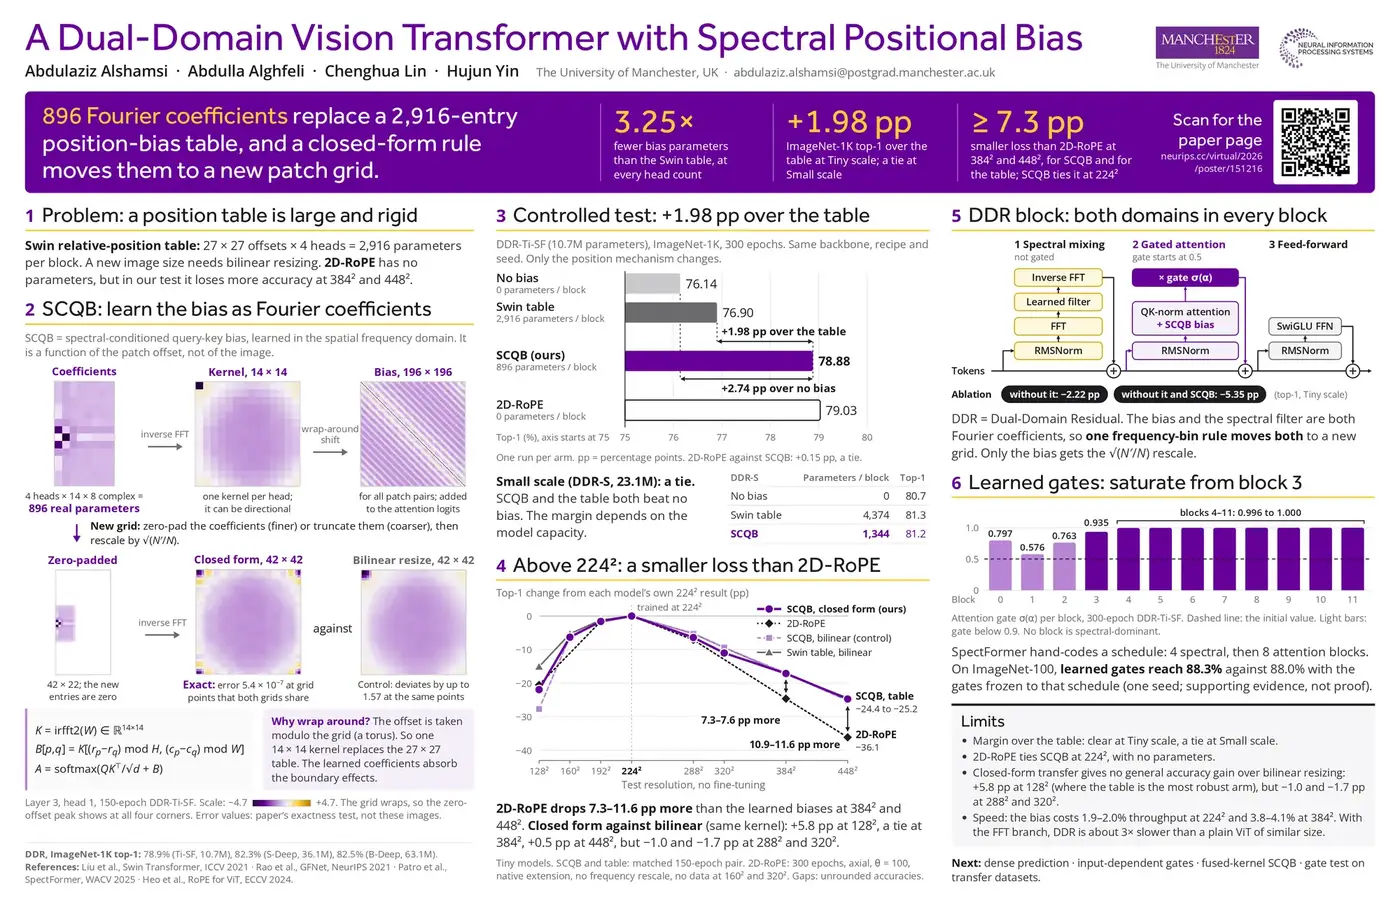 A Dual-Domain Vision Transformer with Spectral Positional Bias
Abdulaziz Alshamsi · Abdulla Alghfeli · Chenghua Lin · Hujun Yin The University of Manchester, UK · abdulaziz.alshamsi@postgrad.manchester.ac.uk
MANCHESTER
1824
The University of Manchester
NEURAL INFORMATION
PROCESSING SYSTEMS
896 Fourier coefficients replace a 2,916-entry
position-bias table, and a closed-form rule
moves them to a new patch grid.
3.25×
fewer bias parameters
than the Swin table, at
every head count
+1.98 pp
ImageNet-1K top-1 over the
table at Tiny scale; a tie at
Small scale
≥ 7.3 pp
smaller loss than 2D-RoPE at
384² and 448², for SCQB and for
the table; SCQB ties it at 224²
Scan for the
paper page
neurips.cc/virtual/2026
/poster/151216
1 Problem: a position table is large and rigid
Swin relative-position table: 27 × 27 offsets × 4 heads = 2,916 parameters
per block. A new image size needs bilinear resizing. 2D-RoPE has no
parameters, but in our test it loses more accuracy at 384² and 448².
2 SCQB: learn the bias as Fourier coefficients
SCQB = spectral-conditioned query-key bias, learned in the spatial frequency domain. It
is a function of the patch offset, not of the image.
Coefficients
Kernel, 14 × 14
Bias, 196 × 196
inverse FFT
wrap-around
shift
4 heads × 14 × 8 complex =
896 real parameters
one kernel per head;
it can be directional
for all patch pairs; added
to the attention logits
New grid: zero-pad the coefficients (finer) or truncate them (coarser), then
rescale by √(N′/N).
Zero-padded
Closed form, 42 × 42
Bilinear resize, 42 × 42
inverse FFT
against
42 × 22; the new
entries are zero
Exact: error 5.4 × 10⁻⁷ at grid
points that both grids share
Control: deviates by up to
1.57 at the same points
K = irfft2(W) ∈ ℝ¹⁴ˣ¹⁴
B[p,q] = K[(rₚ−r_q) mod H, (cₚ−c_q) mod W]
A = softmax(QKᵀ/√d + B)
Why wrap around? The offset is taken
modulo the grid (a torus). So one
14 × 14 kernel replaces the 27 × 27
table. The learned coefficients absorb
the boundary effects.
Layer 3, head 1, 150-epoch DDR-Ti-SF. Scale: −4.7 +4.7. The grid wraps, so the zero-
offset peak shows at all four corners. Error values: paper's exactness test, not these images.
DDR, ImageNet-1K top-1: 78.9% (Ti-SF, 10.7M), 82.3% (S-Deep, 36.1M), 82.5% (B-Deep, 63.1M).
References: Liu et al., Swin Transformer, ICCV 2021 · Rao et al., GFNet, NeurIPS 2021 · Patro et al.,
SpectFormer, WACV 2025 · Heo et al., RoPE for ViT, ECCV 2024.
3 Controlled test: +1.98 pp over the table
DDR-Ti-SF (10.7M parameters), ImageNet-1K, 300 epochs. Same backbone, recipe and
seed. Only the position mechanism changes.
No bias
0 parameters / block
76.14
Swin table
2,916 parameters / block
76.90
+1.98 pp over the table
SCQB (ours)
896 parameters / block
78.88
+2.74 pp over no bias
2D-RoPE
0 parameters / block
79.03
Top-1 (%), axis starts at 75
75 76 77 78 79 80
One run per arm. pp = percentage points. 2D-RoPE against SCQB: +0.15 pp, a tie.
Small scale (DDR-S, 23.1M): a tie.
SCQB and the table both beat no
bias. The margin depends on the
model capacity.
DDR-S Parameters / block Top-1
No bias 0 80.7
Swin table 4,374 81.3
SCQB 1,344 81.2
4 Above 224²: a smaller loss than 2D-RoPE
Top-1 change from each model's own 224² result (pp)
trained at 224²
SCQB, closed form (ours)
2D-RoPE
SCQB, bilinear (control)
Swin table, bilinear
0
−10
−20
−30
−40
SCQB, table
−24.4 to −25.2
7.3–7.6 pp more
2D-RoPE
−36.1
10.9–11.6 pp more
128² 160² 192² 224² 288² 320² 384² 448²
Test resolution, no fine-tuning
2D-RoPE drops 7.3–11.6 pp more than the learned biases at 384² and
448². Closed form against bilinear (same kernel): +5.8 pp at 128², a tie at
384², +0.5 pp at 448², but −1.0 and −1.7 pp at 288² and 320².
Tiny models. SCQB and table: matched 150-epoch pair. 2D-RoPE: 300 epochs, axial, θ = 100,
native extension, no frequency rescale, no data at 160² and 320². Gaps: unrounded accuracies.
5 DDR block: both domains in every block
1 Spectral mixing
not gated
2 Gated attention
gate starts at 0.5
3 Feed-forward
Inverse FFT
Learned filter
FFT
RMSNorm
× gate σ(α)
QK-norm attention
+ SCQB bias
RMSNorm
SwiGLU FFN
RMSNorm
Tokens
Ablation
without it: −2.22 pp
without it and SCQB: −5.35 pp
(top-1, Tiny scale)
DDR = Dual-Domain Residual. The bias and the spectral filter are both
Fourier coefficients, so one frequency-bin rule moves both to a new
grid. Only the bias gets the √(N′/N) rescale.
6 Learned gates: saturate from block 3
blocks 4–11: 0.996 to 1.000
1.0
0.5
0
0.797 0.576 0.763 0.935
Block 0 1 2 3 4 5 6 7 8 9 10 11
Attention gate σ(α) per block, 300-epoch DDR-Ti-SF. Dashed line: the initial value. Light bars:
gate below 0.9. No block is spectral-dominant.
SpectFormer hand-codes a schedule: 4 spectral, then 8 attention blocks.
On ImageNet-100, learned gates reach 88.3% against 88.0% with the
gates frozen to that schedule (one seed; supporting evidence, not proof).
Limits
• Margin over the table: clear at Tiny scale, a tie at Small scale.
• 2D-RoPE ties SCQB at 224², with no parameters.
• Closed-form transfer gives no general accuracy gain over bilinear resizing:
+5.8 pp at 128² (where the table is the most robust arm), but −1.0 and −1.7 pp
at 288² and 320².
• Speed: the bias costs 1.9–2.0% throughput at 224² and 3.8–4.1% at 384². With
the FFT branch, DDR is about 3× slower than a plain ViT of similar size.
Next: dense prediction · input-dependent gates · fused-kernel SCQB · gate test on
transfer datasets.